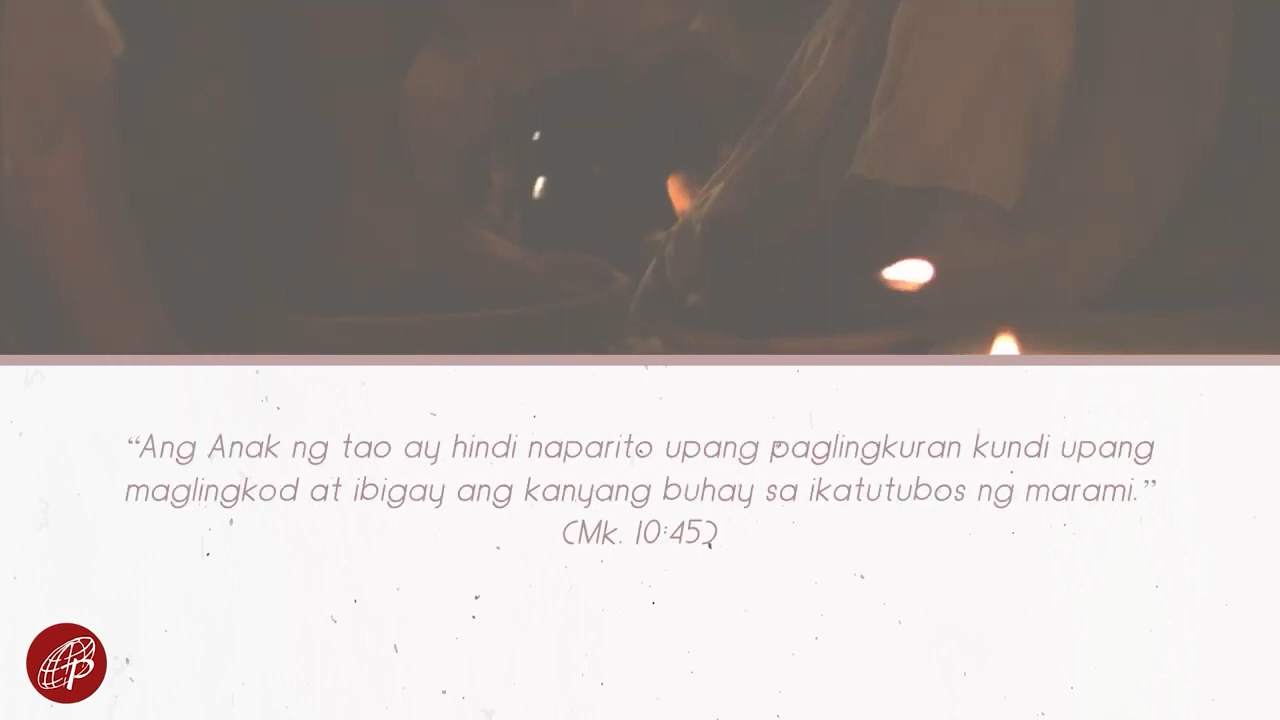 “Ang Anak ng tao ay hindi naparito upang paglingkuran kundi upang
maglingkod at ibigay ang kanyang buhay sa ikatutubos ng marami.”
(Mk. 10:45)